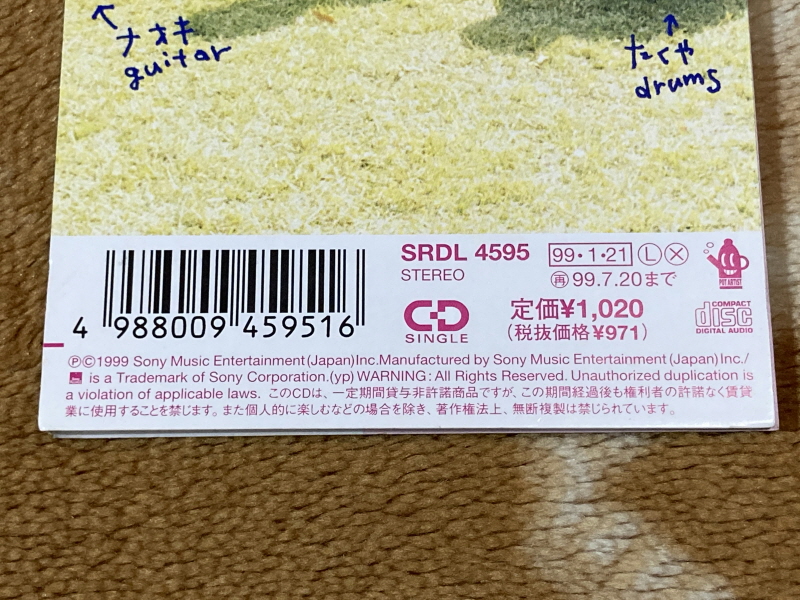 ナオキ
guitar
たくや
drums
SRDL 4595
99・1・21 Ⓛ Ⓧ
STEREO
再 99.7.20まで
POT ARTIST
CD
SINGLE
定価¥1,020
(税抜価格¥971)
COMPACT
disc
DIGITAL AUDIO
4 988009 459516
ⓅⒸ1999 Sony Music Entertainment(Japan)Inc.Manufactured by Sony Music Entertainment(Japan)Inc./
is a Trademark of Sony Corporation.(yp) WARNING: All Rights Reserved. Unauthorized duplication is
a violation of applicable laws. このCDは、一定期間貸与非許諾商品ですが、この期間経過後も権利者の許諾なく賃貸
業に使用することを禁じます。また個人的に楽しむなどの場合を除き、著作権法上、無断複製は禁じられています。